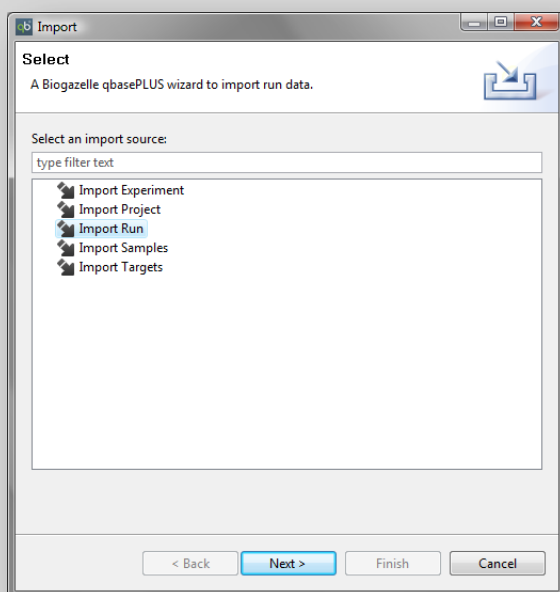 qb Import
Select
A Biogazelle qbasePLUS wizard to import run data.
Select an import source:
type filter text
Import Experiment
Import Project
Import Run
Import Samples
Import Targets
< Back Next > Finish Cancel